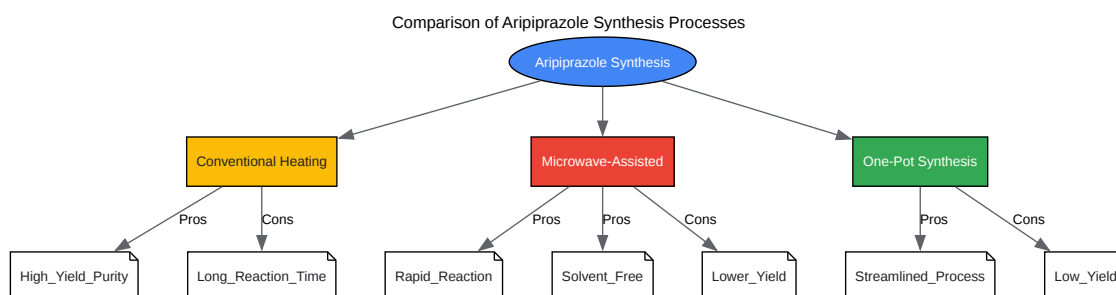 Comparison of Aripiprazole Synthesis Processes
Aripiprazole Synthesis
Conventional Heating
Microwave-Assisted
One-Pot Synthesis
Pros
Cons
Pros
Pros
Cons
Pros
Cons
High_Yield_Purity
Long_Reaction_Time
Rapid_Reaction
Solvent_Free
Lower_Yield
Streamlined_Process
Low_Yield